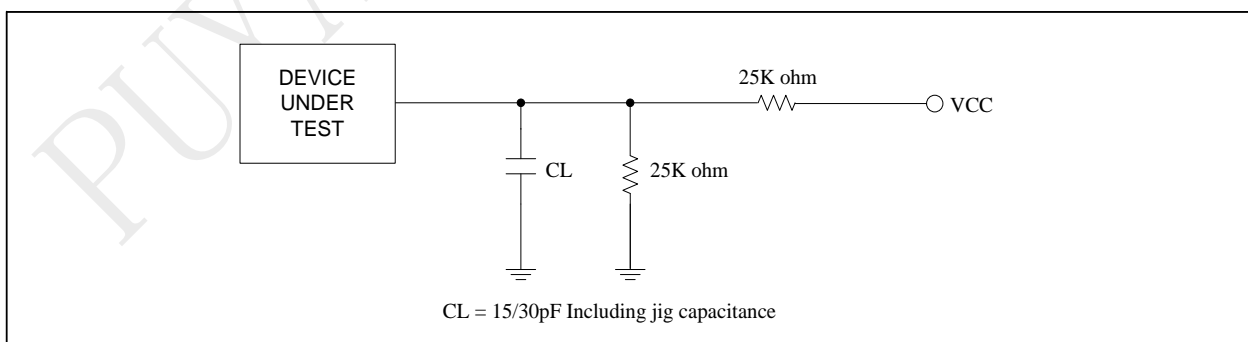 DEVICE
UNDER
TEST
25K ohm
VCC
CL
25K ohm
CL = 15/30pF Including jig capacitance